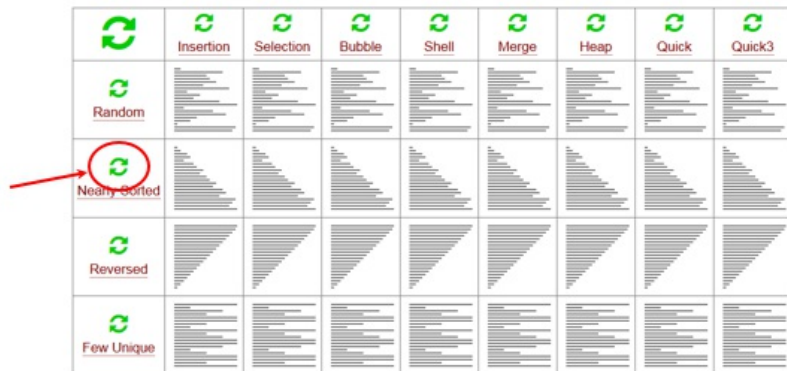 Insertion Selection Bubble Shell Merge Heap Quick Quick3
Random
Nearly Sorted
Reversed
Few Unique